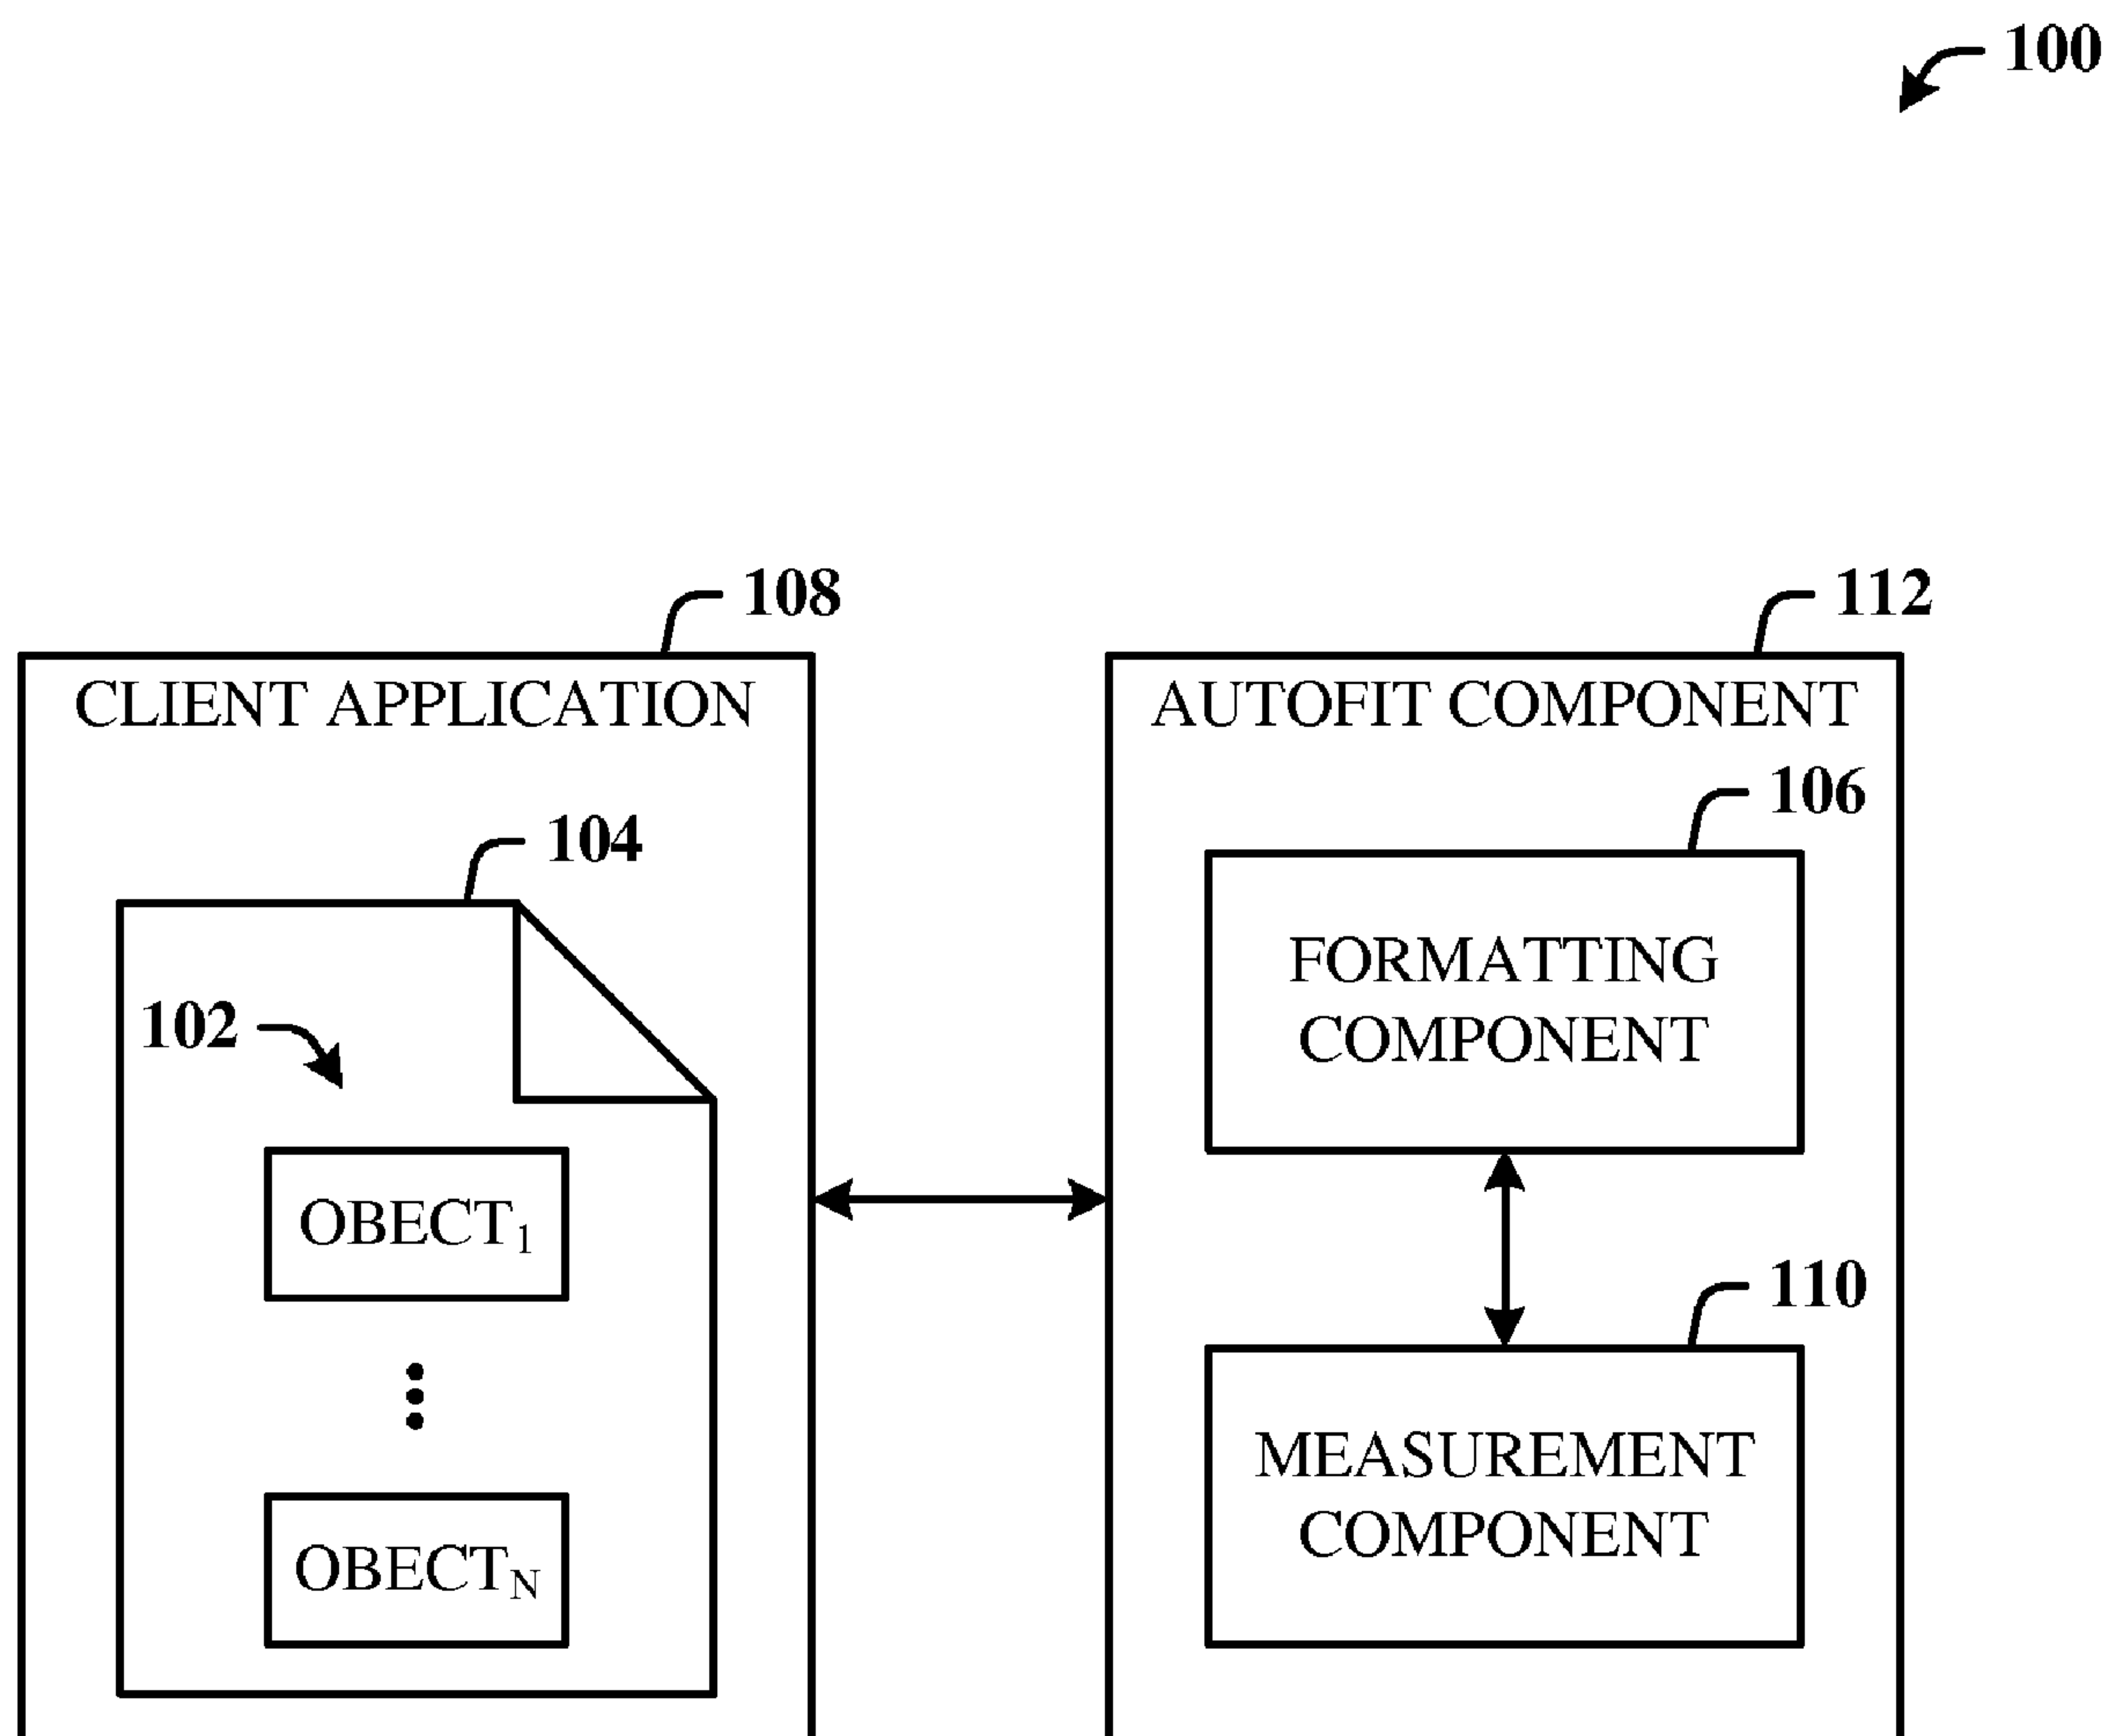 100
108
CLIENT APPLICATION
104
102
OBECT1
OBECTN
112
AUTOFIT COMPONENT
106
FORMATTING
COMPONENT
110
MEASUREMENT
COMPONENT